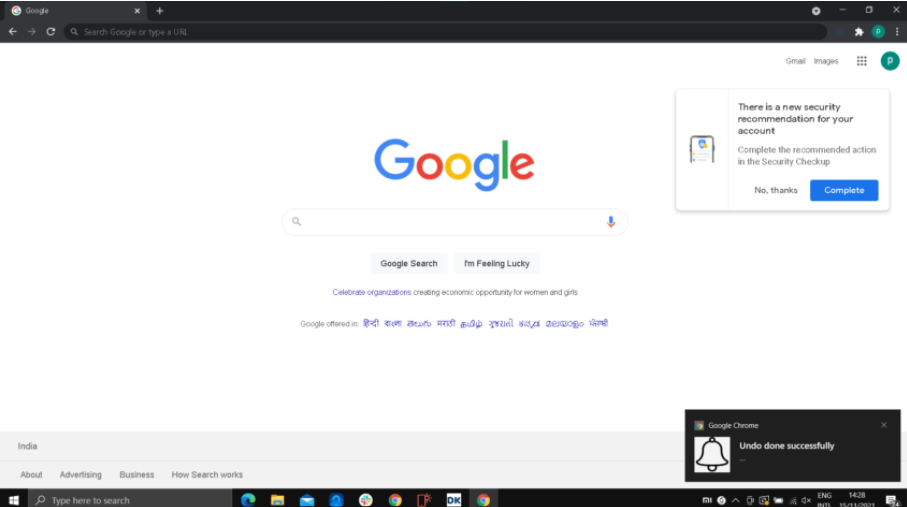 Google
Search Google or type a URL
P
Gmail Images
P
There is a new security
recommendation for your
account
Complete the recommended action
in the Security Checkup
No, thanks Complete
Google
Google Search I'm Feeling Lucky
Celebrate organizations creating economic opportunity for women and girls
Google offered in: हिन्दी বাংলা తెలుగు मराठी தமிழ் ગુજરાતી ಕನ್ನಡ മലയാളം ਪੰਜਾਬੀ
India
About Advertising Business How Search works
Google Chrome
Undo done successfully
...
Type here to search
DK
ENG
INTL
14:28
15/11/2021